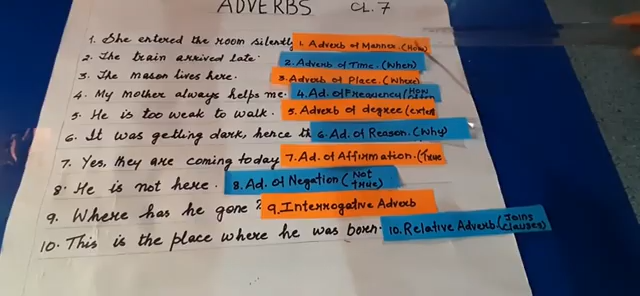 ADVERBS CL.7
1. She entered the room silently 1. Adverb of Manner. (How)
2. The train arrived late. 2. Adverb of Time. (When)
3. The mason lives here. 3. Adverb of Place. (Where)
4. My mother always helps me. 4. Ad. of Frequency (How often
5. He is too weak to walk. 5. Adverb of degree (exten
6. It was getting dark, hence th 6. Ad. of Reason. (Why)
7. Yes, they are coming today 7. Ad. of Affirmation. (True
8. He is not here. 8. Ad. of Negation (Not true)
9. Where has he gone? 9. Interrogative Adverb
10. This is the place where he was born. 10. Relative Adverb (Joins clauses)